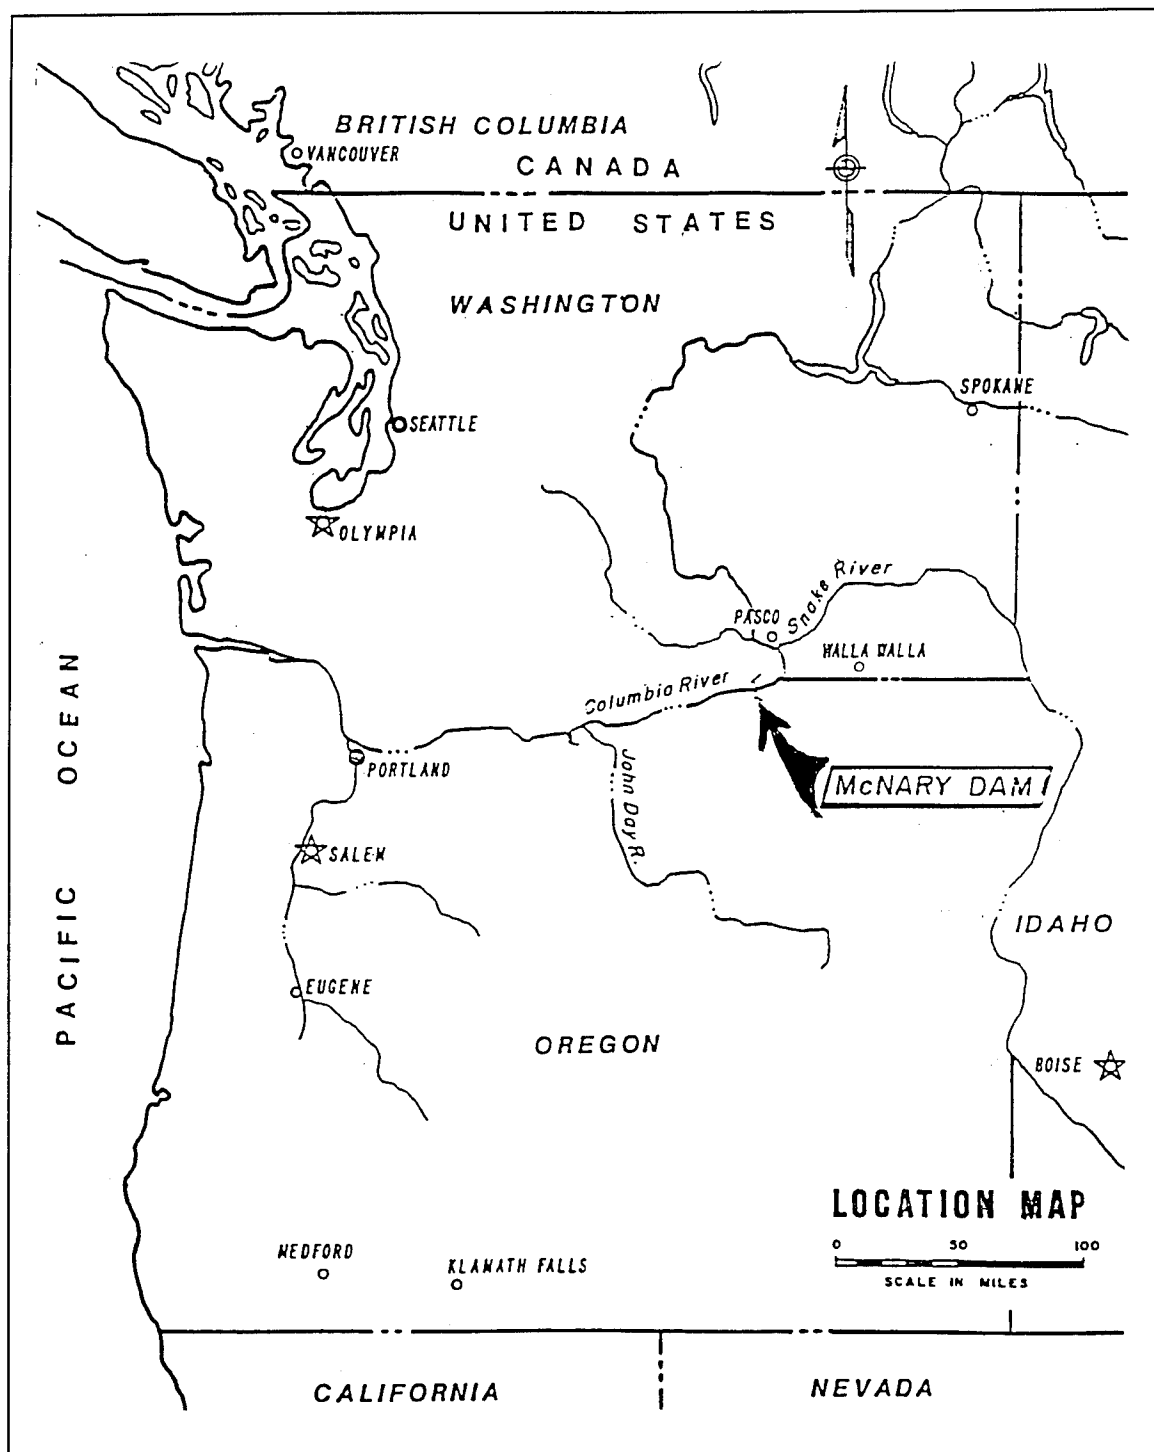 BRITISH COLUMBIA
VANCOUVER
CANADA
UNITED STATES
WASHINGTON
SPOKANE
SEATTLE
OLYMPIA
Snake River
PASCO
WALLA WALLA
Columbia River
PACIFIC OCEAN
PORTLAND
John Day R.
McNARY DAM
SALEM
IDAHO
EUGENE
OREGON
BOISE
LOCATION MAP
0 50 100
SCALE IN MILES
MEDFORD
KLAMATH FALLS
CALIFORNIA
NEVADA